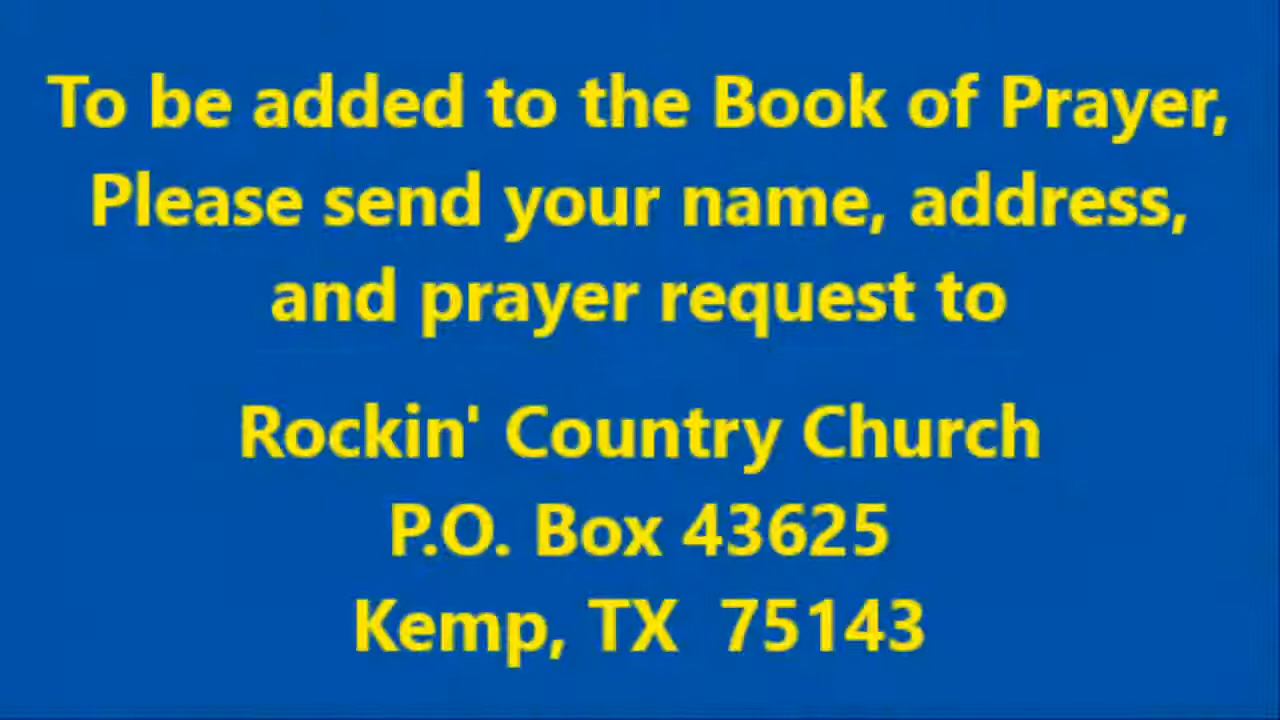 To be added to the Book of Prayer,
Please send your name, address,
and prayer request to
Rockin' Country Church
P.O. Box 43625
Kemp, TX  75143